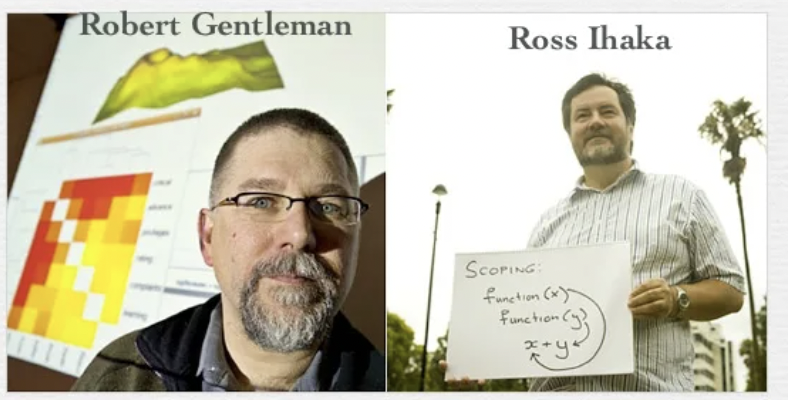 Robert Gentleman
Ross Ihaka
SCOPING:
function(x)
function(y)
x + y